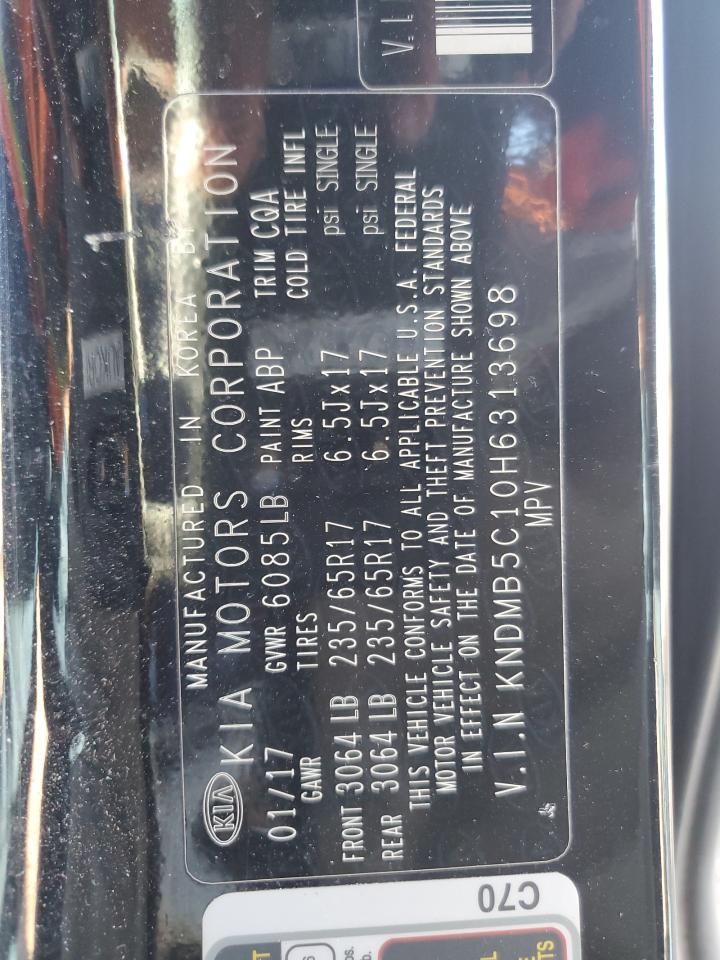 MANUFACTURED IN KOREA BY
KIA KIA MOTORS CORPORATION
01/17 GVWR 6085LB PAINT ABP TRIM CQA
GAWR TIRES RIMS COLD TIRE INFL
FRONT 3064 LB 235/65R17 6.5Jx17 psi SINGLE
REAR 3064 LB 235/65R17 6.5Jx17 psi SINGLE
THIS VEHICLE CONFORMS TO ALL APPLICABLE U.S.A. FEDERAL
MOTOR VEHICLE SAFETY AND THEFT PREVENTION STANDARDS
IN EFFECT ON THE DATE OF MANUFACTURE SHOWN ABOVE
V.I.N KNDMB5C10H6313698
MPV
C70
V.I